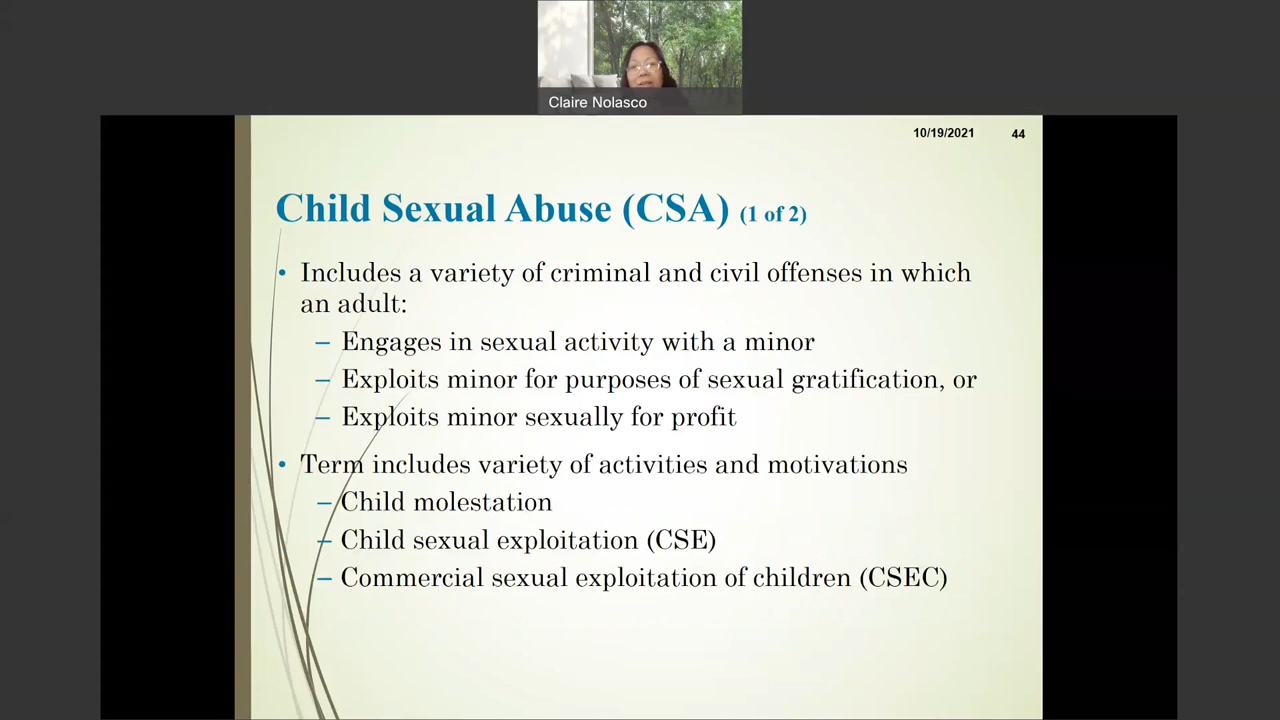 Claire Nolasco
10/19/2021 44
Child Sexual Abuse (CSA) (1 of 2)
• Includes a variety of criminal and civil offenses in which
an adult:
– Engages in sexual activity with a minor
– Exploits minor for purposes of sexual gratification, or
– Exploits minor sexually for profit
• Term includes variety of activities and motivations
– Child molestation
– Child sexual exploitation (CSE)
– Commercial sexual exploitation of children (CSEC)